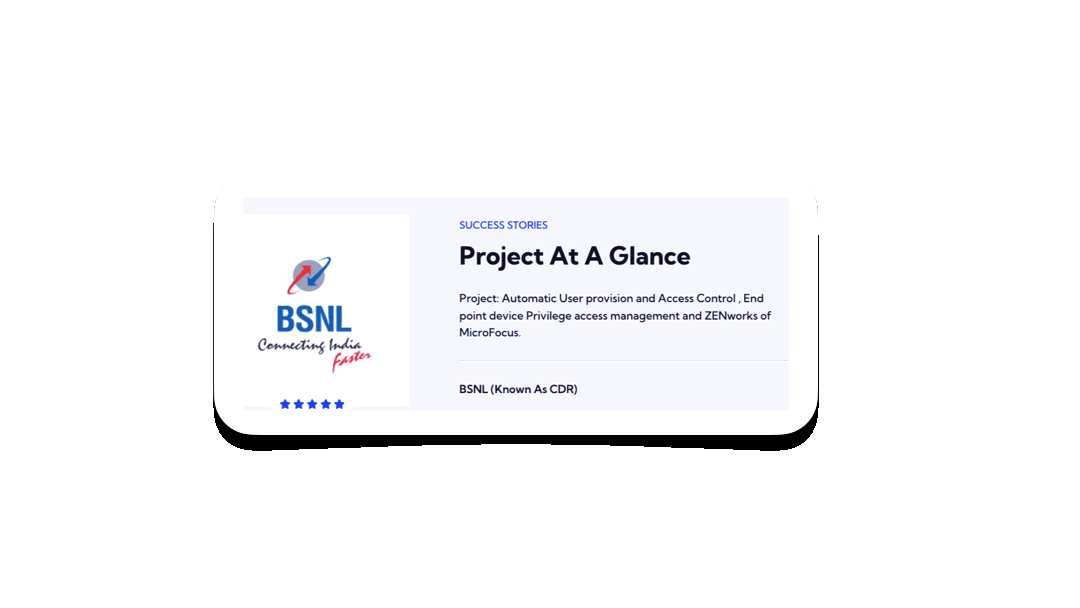 BSNL
Connecting India
Faster
SUCCESS STORIES
Project At A Glance
Project: Automatic User provision and Access Control , End
point device Privilege access management and ZENworks of
MicroFocus.
BSNL (Known As CDR)